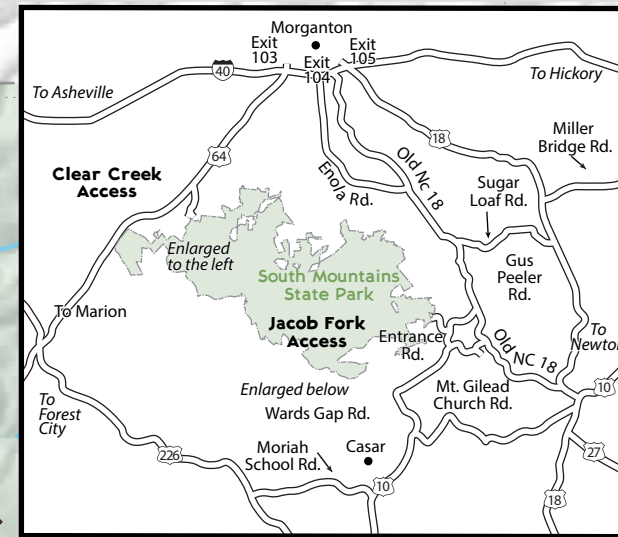 Morganton
Exit
103
Exit
104
Exit
105
40
To Asheville
To Hickory
18
Miller
Bridge Rd.
64
Clear Creek
Access
Enola Rd.
Old Nc 18
Sugar
Loaf Rd.
Enlarged
to the left
South Mountains
State Park
Gus
Peeler
Rd.
Jacob Fork
Access
To Marion
Entrance
Rd.
Old NC 18
To
Newton
10
Enlarged below
Wards Gap Rd.
Mt. Gilead
Church Rd.
To
Forest
City
226
Moriah
School Rd.
Casar
10
27
18